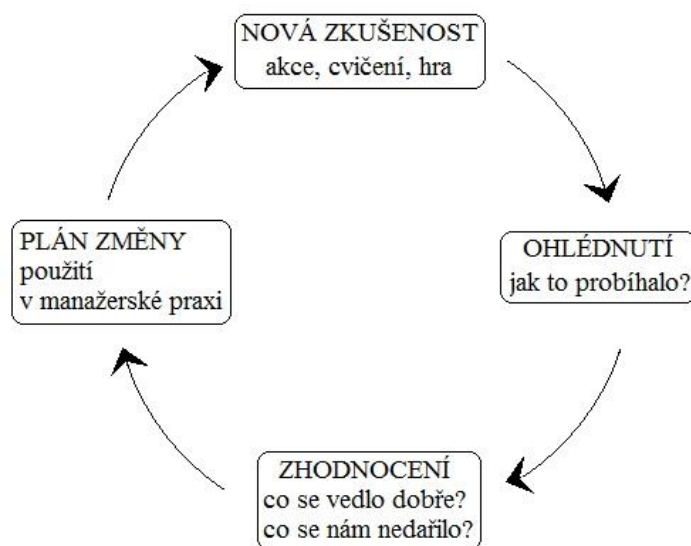 NOVÁ ZKUŠENOST
akce, cvičení, hra
OHLÉDNUTÍ
jak to probíhalo?
ZHODNOCENÍ
co se vedlo dobře?
co se nám nedařilo?
PLÁN ZMĚNY
použití
v manažerské praxi